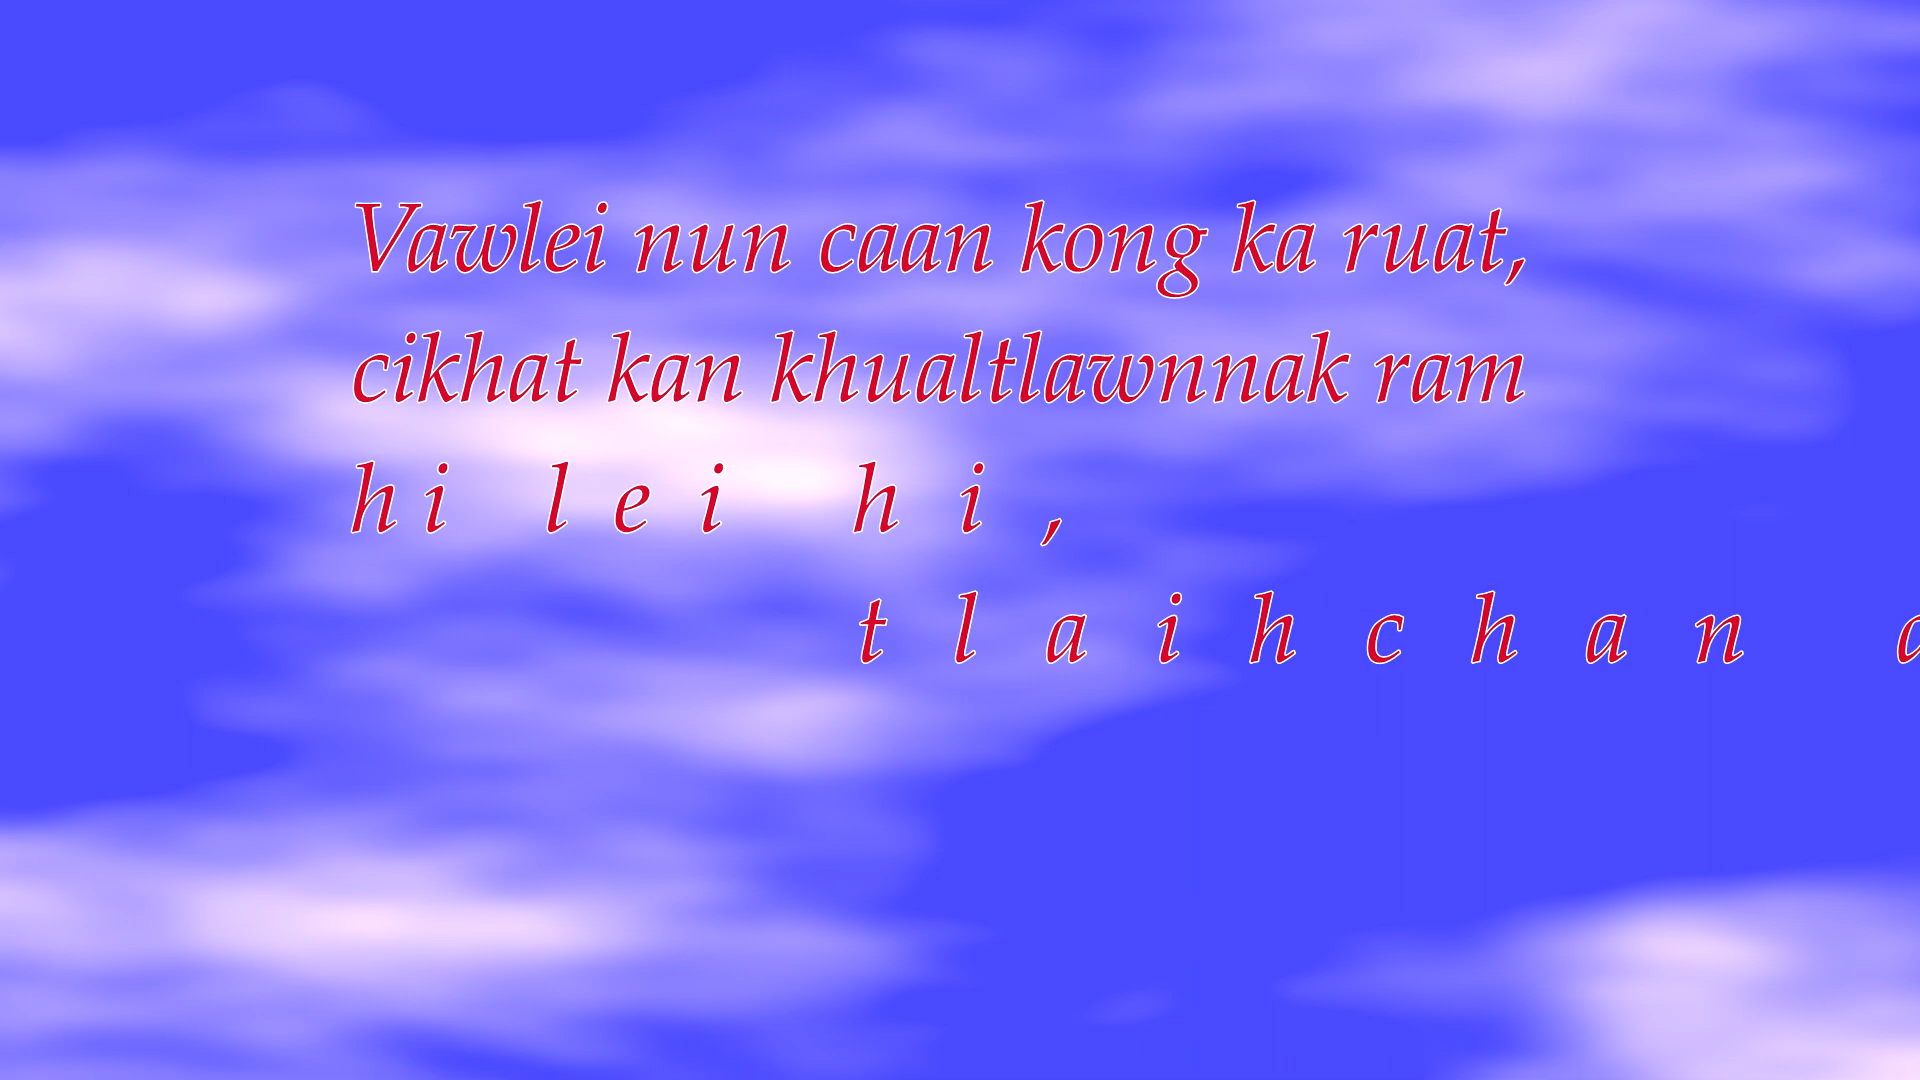 Vawlei nun caan kong ka ruat,
cikhat kan khualtlawnnak ram
hi lei hi,
tlaihchan